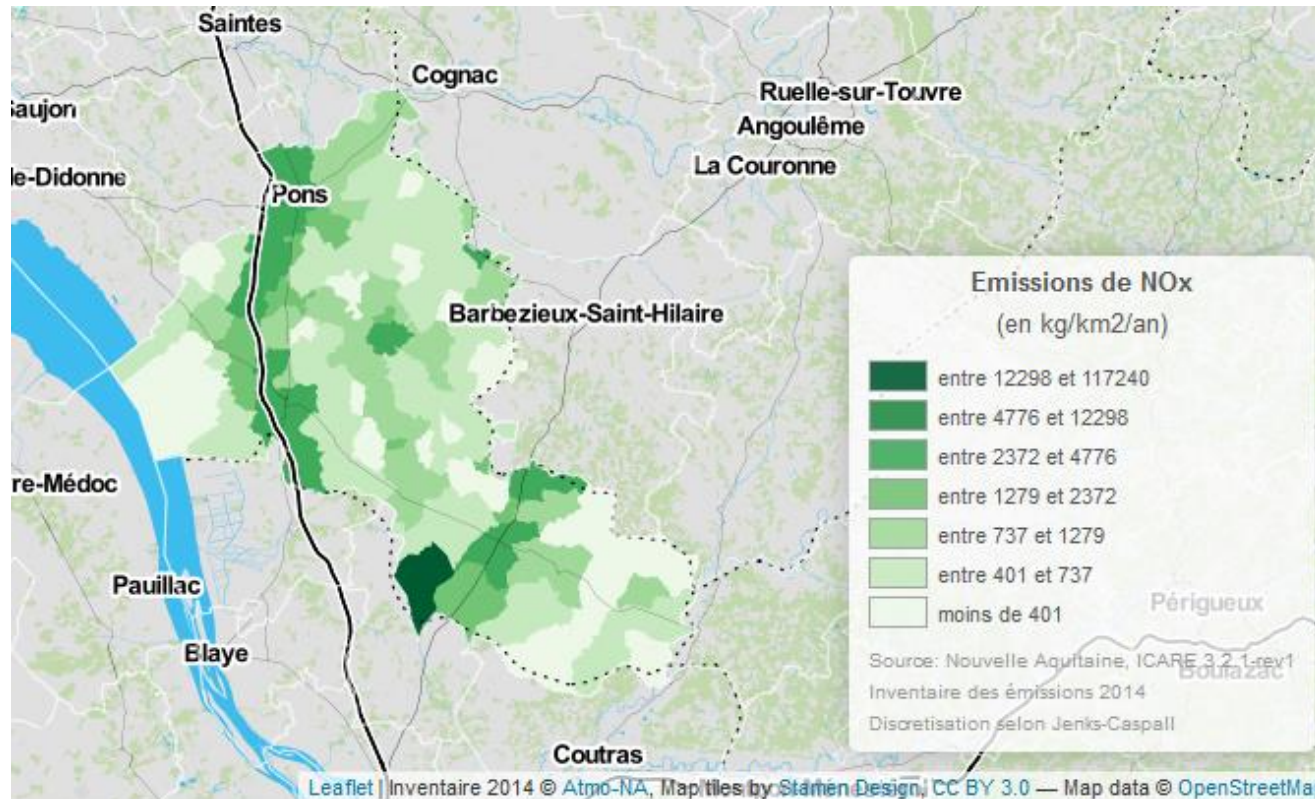 Saintes
Cognac
Saujon
Ruelle-sur-Touvre
Angoulême
le-Didonne
La Couronne
Pons
Barbezieux-Saint-Hilaire
re-Médoc
Pauillac
Blaye
Coutras
Emissions de NOx
(en kg/km2/an)
entre 12298 et 117240
entre 4776 et 12298
entre 2372 et 4776
entre 1279 et 2372
entre 737 et 1279
entre 401 et 737
moins de 401
Périgueux
Source: Nouvelle Aquitaine, ICARE 3.2.1-rev1
Boulazac
Inventaire des émissions 2014
Discretisation selon Jenks-Caspall
Leaflet | Inventaire 2014 © Atmo-NA, Map tiles by Stamen Design, CC BY 3.0 — Map data © OpenStreetMa